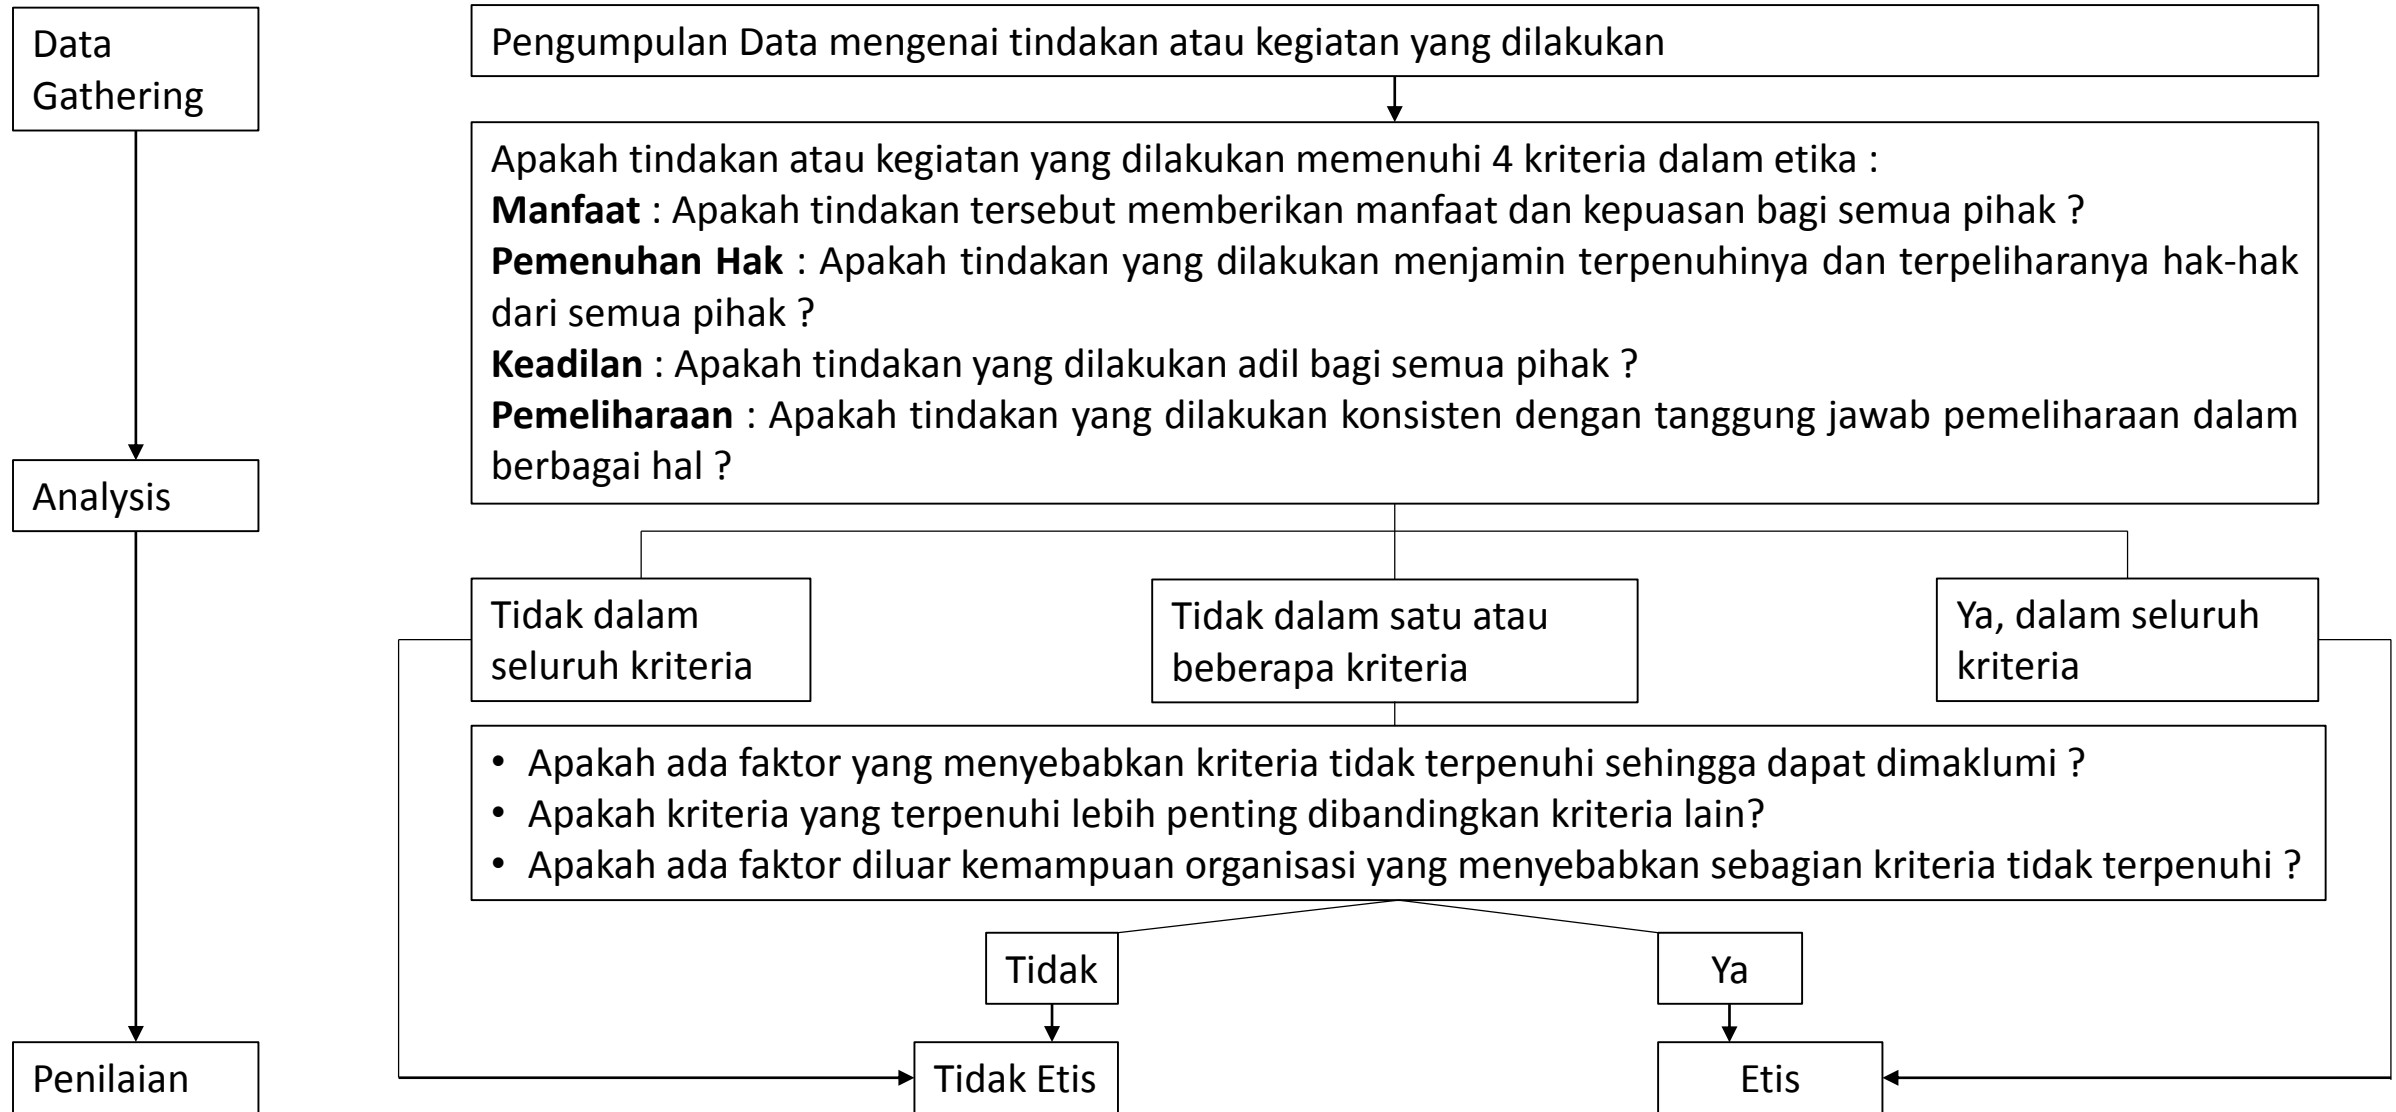 Data
Gathering
Pengumpulan Data mengenai tindakan atau kegiatan yang dilakukan
Apakah tindakan atau kegiatan yang dilakukan memenuhi 4 kriteria dalam etika :
Manfaat : Apakah tindakan tersebut memberikan manfaat dan kepuasan bagi semua pihak ?
Pemenuhan Hak : Apakah tindakan yang dilakukan menjamin terpenuhinya dan terpeliharanya hak-hak
dari semua pihak ?
Keadilan : Apakah tindakan yang dilakukan adil bagi semua pihak ?
Pemeliharaan : Apakah tindakan yang dilakukan konsisten dengan tanggung jawab pemeliharaan dalam
berbagai hal ?
Analysis
Tidak dalam
seluruh kriteria
Tidak dalam satu atau
beberapa kriteria
Ya, dalam seluruh
kriteria
• Apakah ada faktor yang menyebabkan kriteria tidak terpenuhi sehingga dapat dimaklumi ?
• Apakah kriteria yang terpenuhi lebih penting dibandingkan kriteria lain?
• Apakah ada faktor diluar kemampuan organisasi yang menyebabkan sebagian kriteria tidak terpenuhi ?
Tidak
Ya
Penilaian
Tidak Etis
Etis